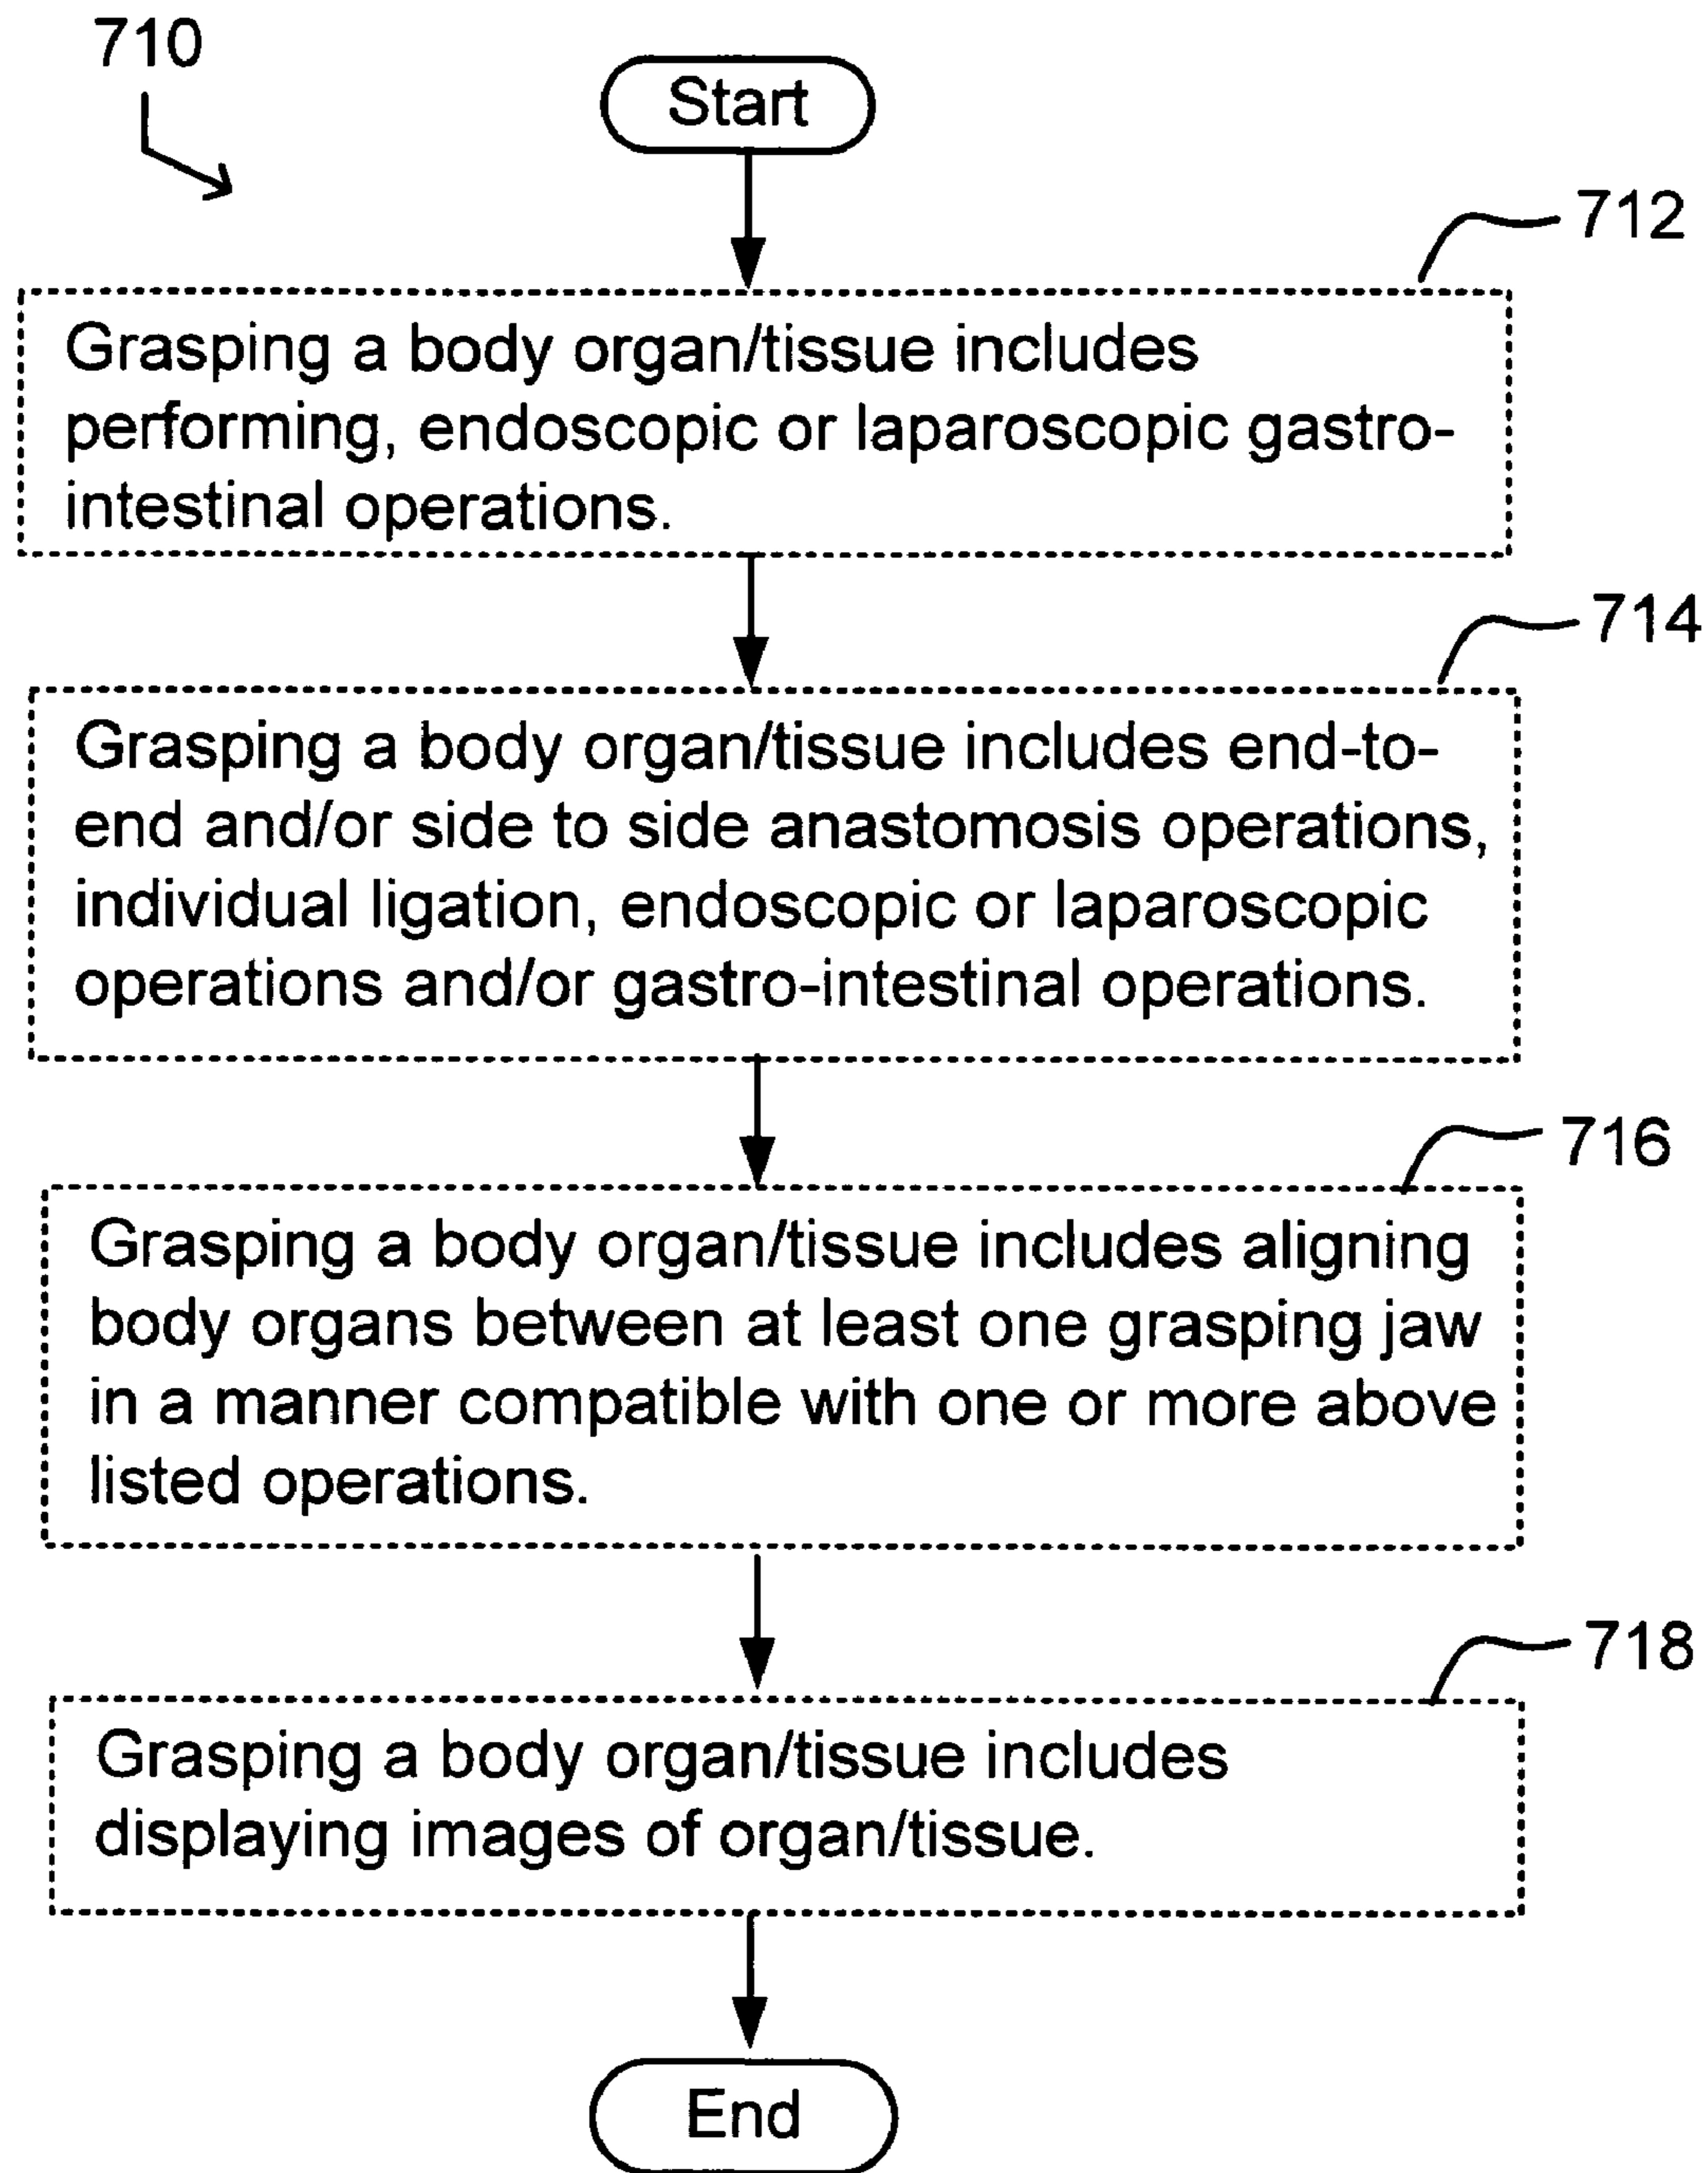 710
Start
712
Grasping a body organ/tissue includes
performing, endoscopic or laparoscopic gastro-
intestinal operations.
714
Grasping a body organ/tissue includes end-to-
end and/or side to side anastomosis operations,
individual ligation, endoscopic or laparoscopic
operations and/or gastro-intestinal operations.
716
Grasping a body organ/tissue includes aligning
body organs between at least one grasping jaw
in a manner compatible with one or more above
listed operations.
718
Grasping a body organ/tissue includes
displaying images of organ/tissue.
End